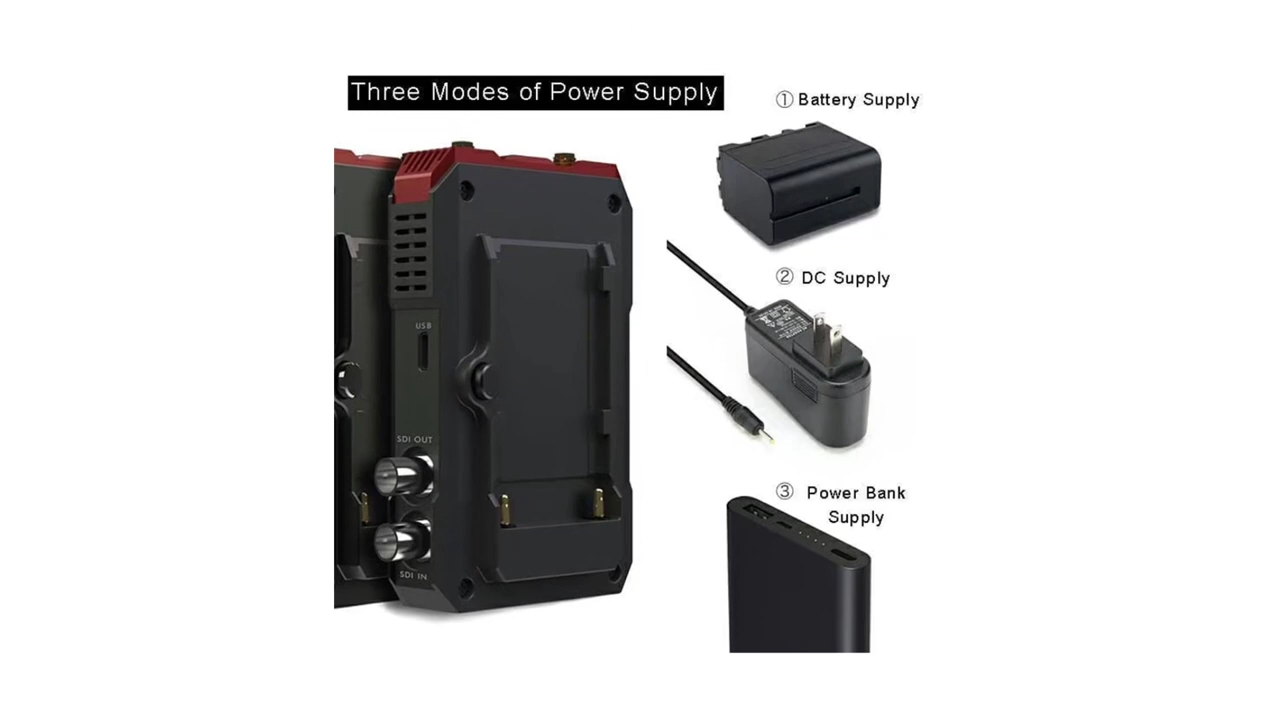 Three Modes of Power Supply
① Battery Supply
② DC Supply
③ Power Bank
Supply
USB
SDI OUT
SDI IN